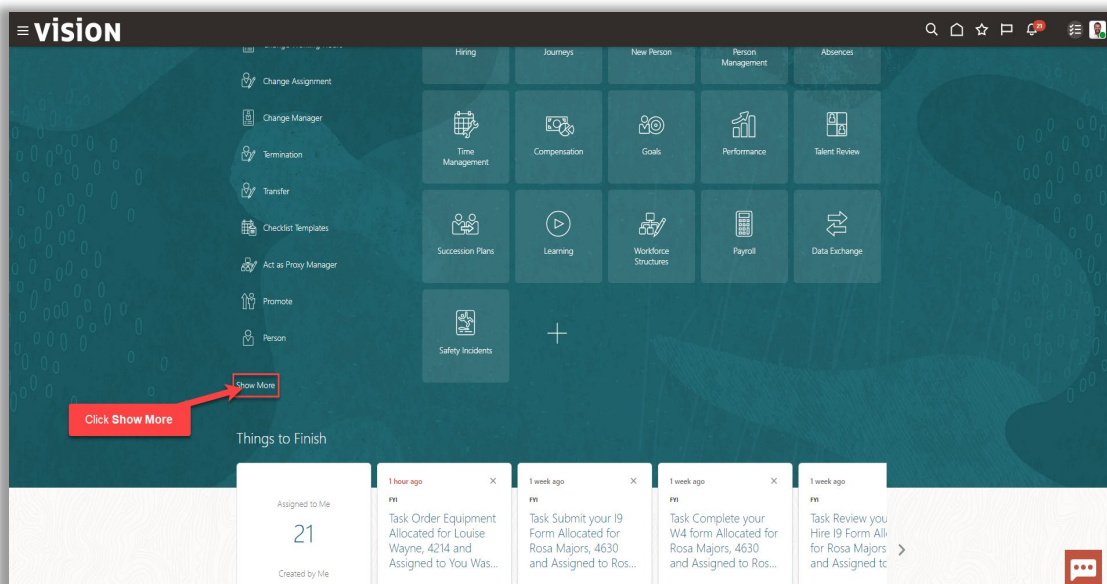 vision
21
Hiring
Journeys
New Person
Person
Management
Absences
Change Assignment
Change Manager
Termination
Transfer
Checklist Templates
Act as Proxy Manager
Promote
Person
Show More
Time
Management
Compensation
Goals
Performance
Talent Review
Succession Plans
Learning
Workforce
Structures
Payroll
Data Exchange
Safety Incidents
Click Show More
Things to Finish
Assigned to Me
21
Created by Me
1 hour ago
FYI
Task Order Equipment
Allocated for Louise
Wayne, 4214 and
Assigned to You Was...
1 week ago
FYI
Task Submit your I9
Form Allocated for
Rosa Majors, 4630
and Assigned to Ros...
1 week ago
FYI
Task Complete your
W4 form Allocated for
Rosa Majors, 4630
and Assigned to Ros...
1 week ago
FYI
Task Review you
Hire I9 Form All
for Rosa Majors
and Assigned to